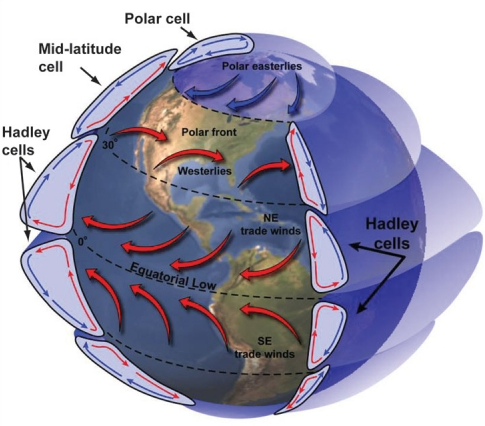 Polar cell
Mid-latitude
cell
Polar easterlies
Hadley
cells
30°
Polar front
Westerlies
NE
trade winds
Hadley
cells
0°
Equatorial Low
SE
trade winds